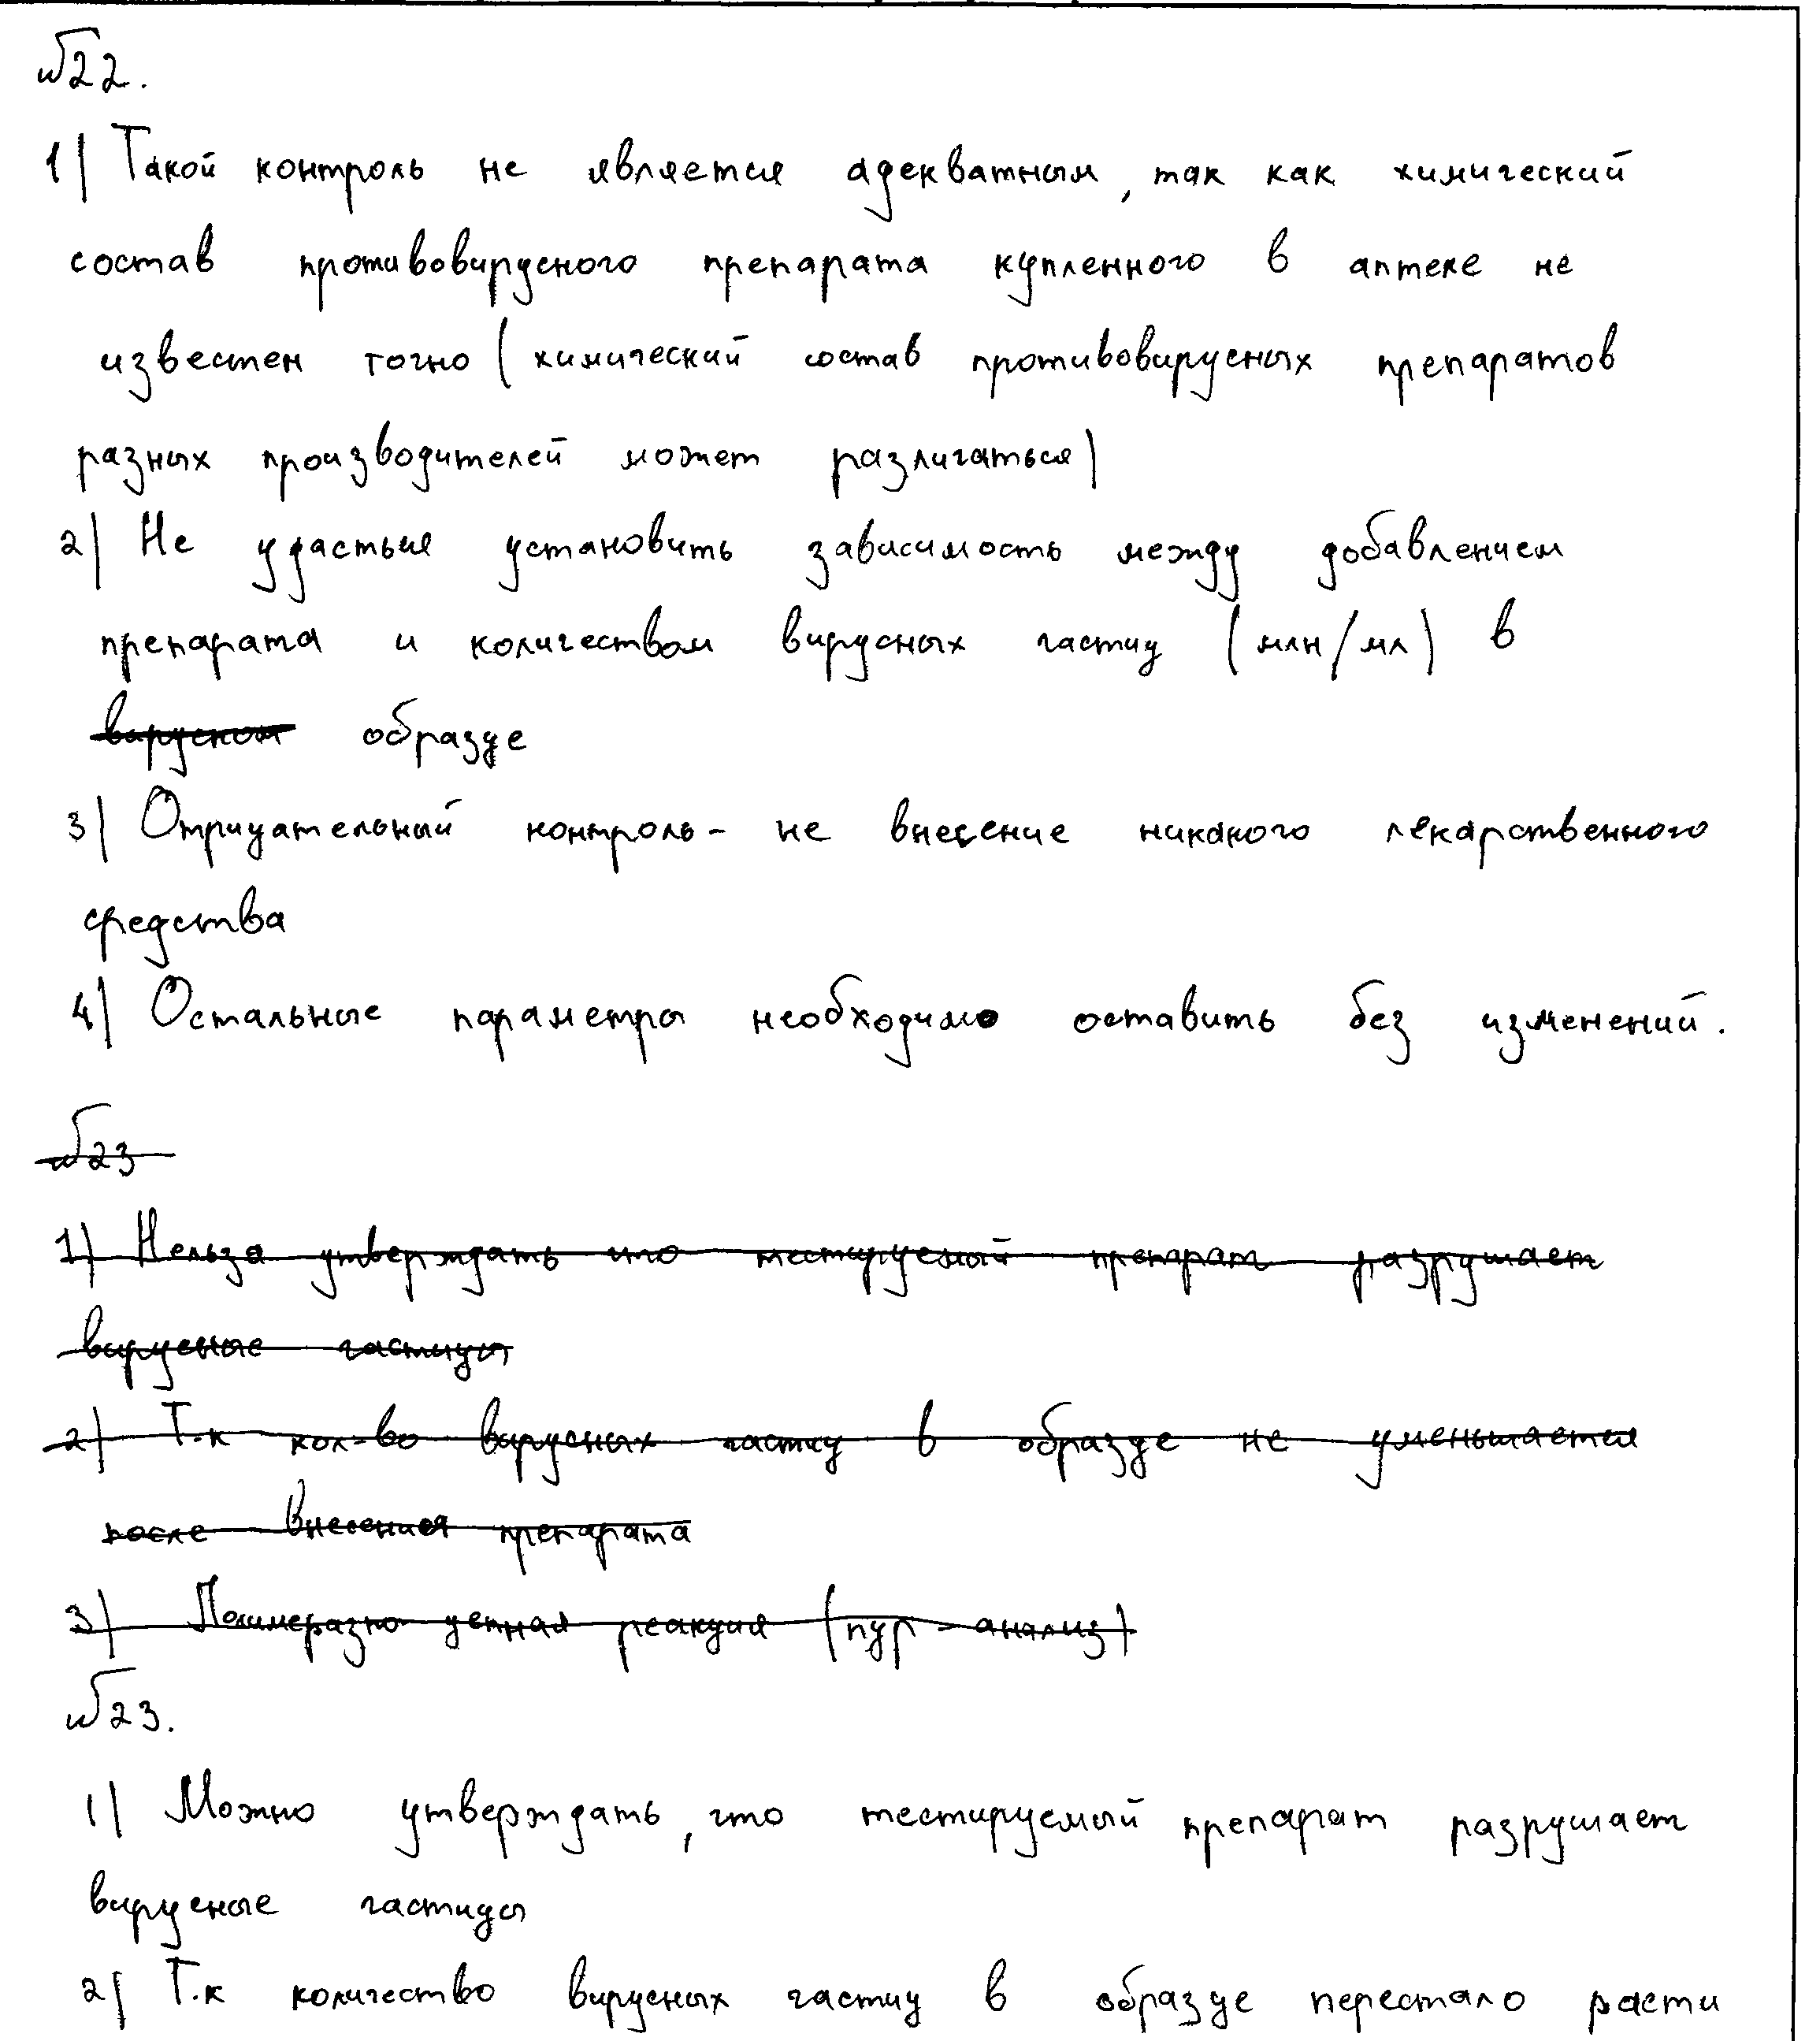 №22.
1) Такой контроль не является адекватным, так как химический
состав противовирусного препарата купленного в аптеке не
известен точно (химический состав противовирусных препаратов
разных производителей может различаться)
2) Не удасться установить зависимость между добавлением
препарата и количеством вирусных частиц (млн/мл) в
вирусном образце
3) Отрицательный контроль - не внесение никакого лекарственного
средства
4) Остальные параметры необходимо оставить без изменений.
№23
1) Нельзя утверждать что тестируемый препарат разрушает
вирусные частицы
2) Т.к кол-во вирусных частиц в образце не уменьшается
после внесения препарата
3) Полимеразно цепная реакция (пцр - анализ)
№23.
1) Можно утверждать, что тестируемый препарат разрушает
вирусные частицы
2) Т.к количество вирусных частиц в образце перестало расти